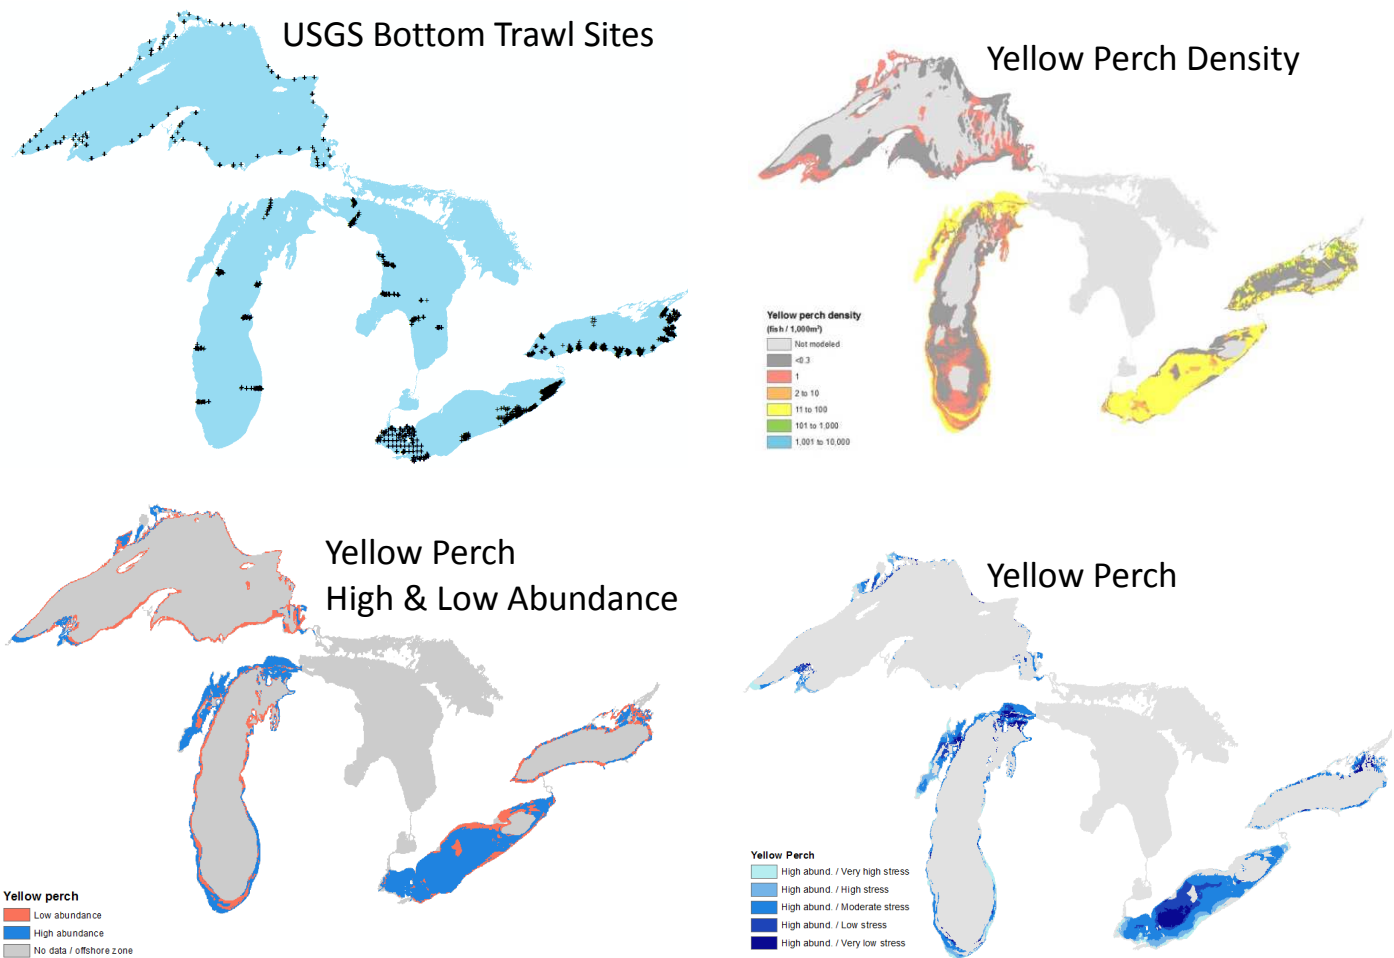 USGS Bottom Trawl Sites
Yellow Perch Density
Yellow perch density
(fish / 1,000m²)
Not modeled
<0.3
1
2 to 10
11 to 100
101 to 1,000
1,001 to 10,000
Yellow Perch
High & Low Abundance
Yellow perch
Low abundance
High abundance
No data / offshore zone
Yellow Perch
Yellow Perch
High abund. / Very high stress
High abund. / High stress
High abund. / Moderate stress
High abund. / Low stress
High abund. / Very low stress